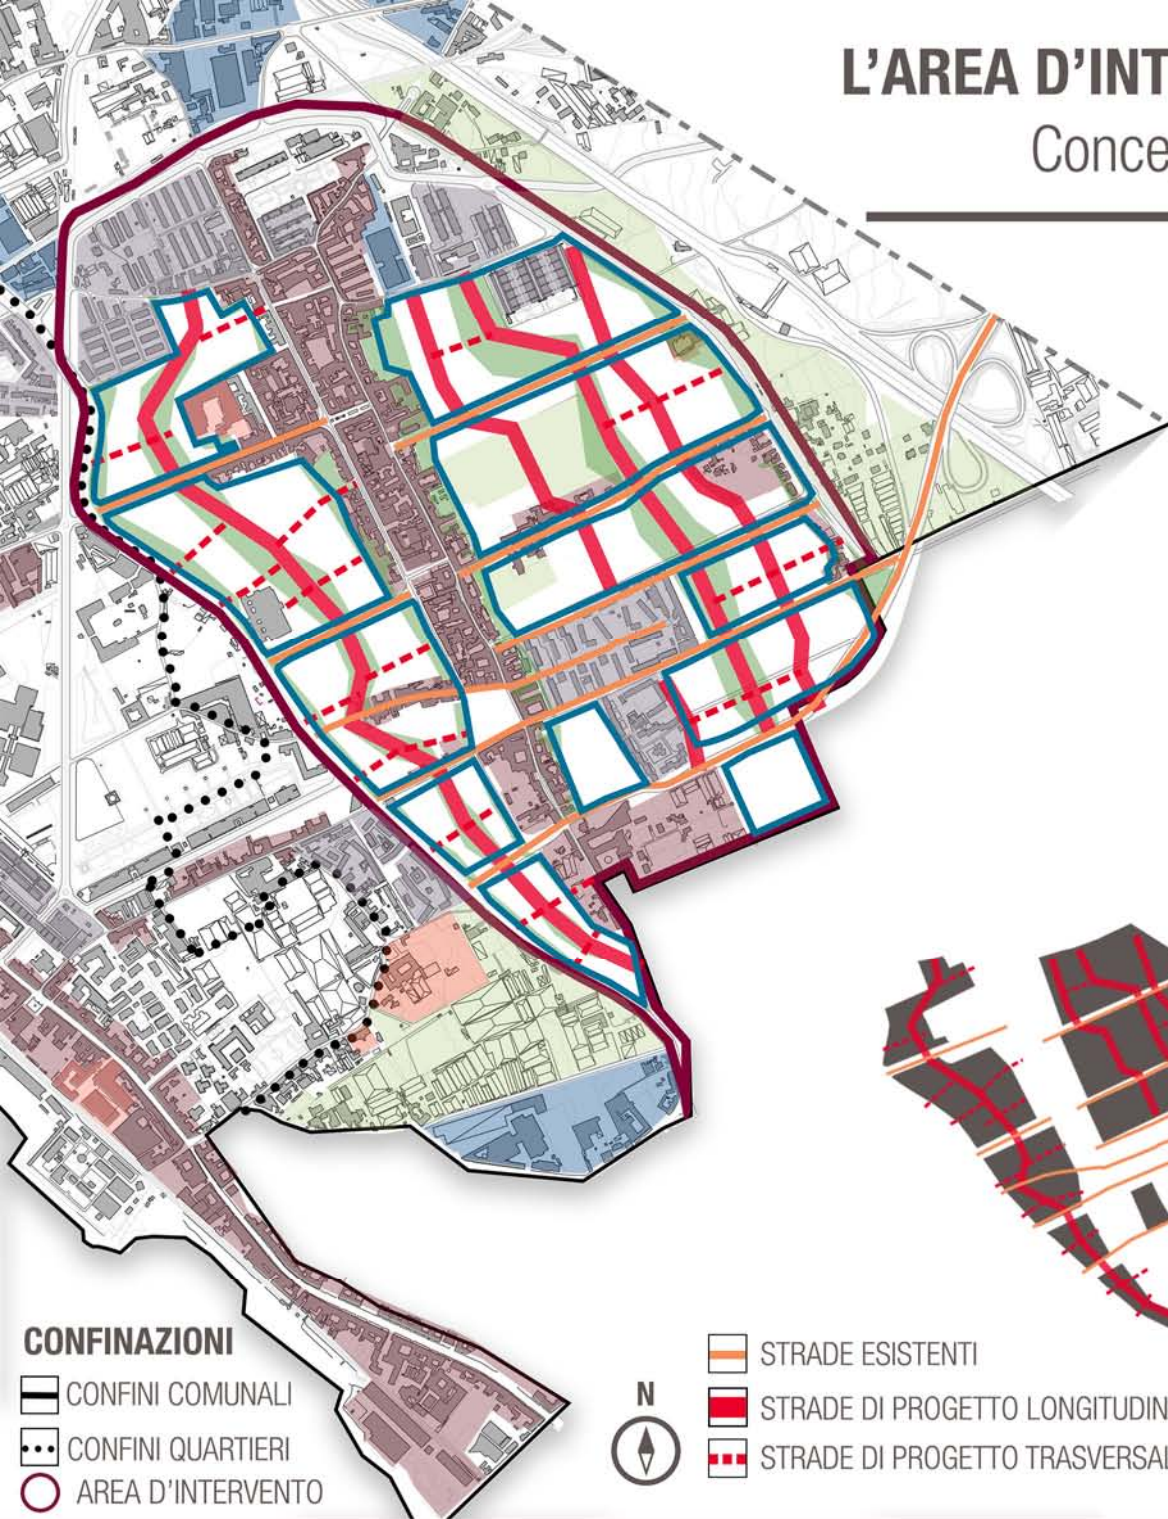 L'AREA D'INT
Conce
CONFINAZIONI
CONFINI COMUNALI
CONFINI QUARTIERI
AREA D'INTERVENTO
N
STRADE ESISTENTI
STRADE DI PROGETTO LONGITUDIN
STRADE DI PROGETTO TRASVERSAL